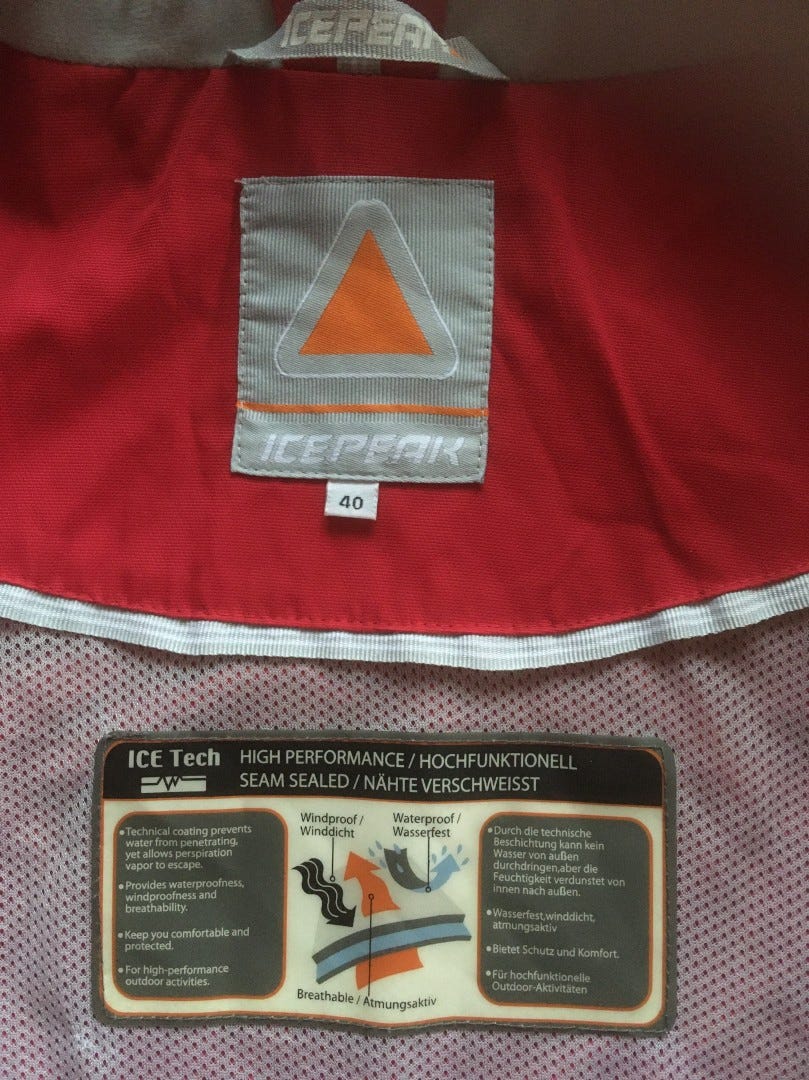 ICEPEAK
ICEPEAK
40
ICE Tech
HIGH PERFORMANCE / HOCHFUNKTIONELL
SEAM SEALED / NÄHTE VERSCHWEISST
•Technical coating prevents
water from penetrating,
yet allows perspiration
vapor to escape.
•Provides waterproofness,
windproofness and
breathability.
•Keep you comfortable and
protected.
•For high-performance
outdoor activities.
Windproof /
Winddicht
Waterproof /
Wasserfest
Breathable / Atmungsaktiv
•Durch die technische
Beschichtung kann kein
Wasser von außen
durchdringen,aber die
Feuchtigkeit verdunstet von
innen nach außen.
•Wasserfest,winddicht,
atmungsaktiv
•Bietet Schutz und Komfort.
•Für hochfunktionelle
Outdoor-Aktivitäten